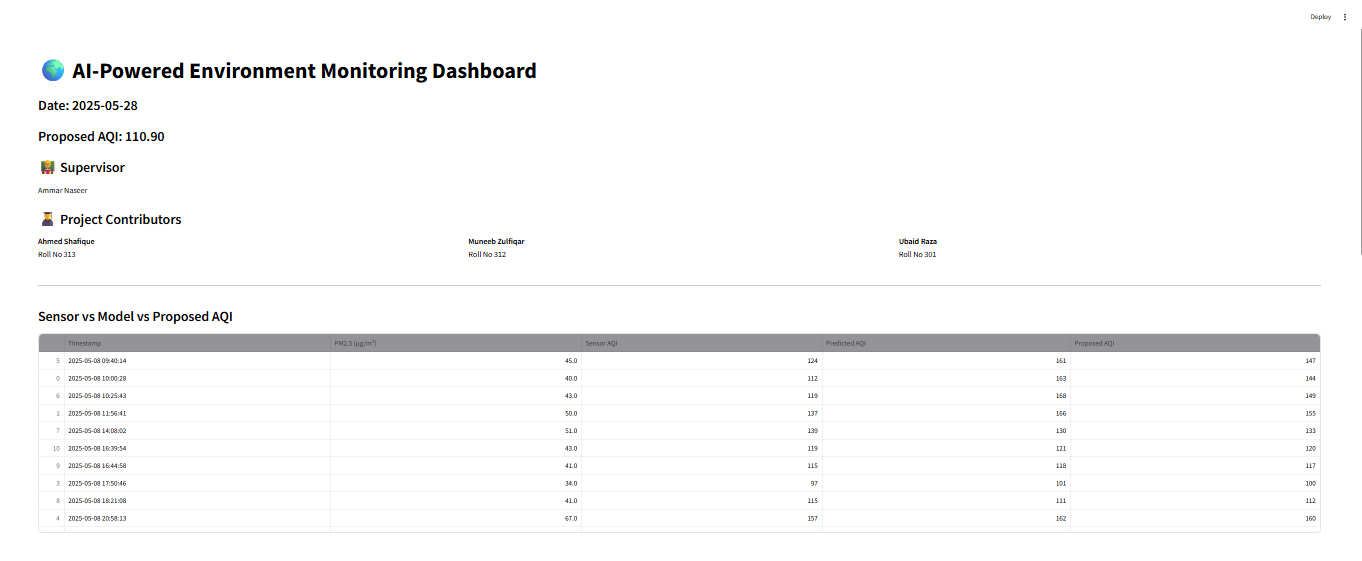 Deploy
AI-Powered Environment Monitoring Dashboard
Date: 2025-05-28
Proposed AQI: 110.90
Supervisor
Ammar Naseer
Project Contributors
Ahmed Shafique Muneeb Zulfiqar Ubaid Raza
Roll No 313 Roll No 312 Roll No 301
Sensor vs Model vs Proposed AQI
Timestamp PM2.5 (µg/m³) Sensor AQI Predicted AQI Proposed AQI
5 2025-05-08 09:40:14 45.0 124 161 147
0 2025-05-08 10:00:28 40.0 112 163 144
6 2025-05-08 10:25:43 43.0 119 168 149
1 2025-05-08 11:56:41 50.0 137 166 155
7 2025-05-08 14:08:02 51.0 139 130 133
10 2025-05-08 16:39:54 43.0 119 121 120
9 2025-05-08 16:44:58 41.0 115 118 117
3 2025-05-08 17:50:46 34.0 97 101 100
8 2025-05-08 18:21:08 41.0 115 111 112
4 2025-05-08 20:58:13 67.0 157 162 160